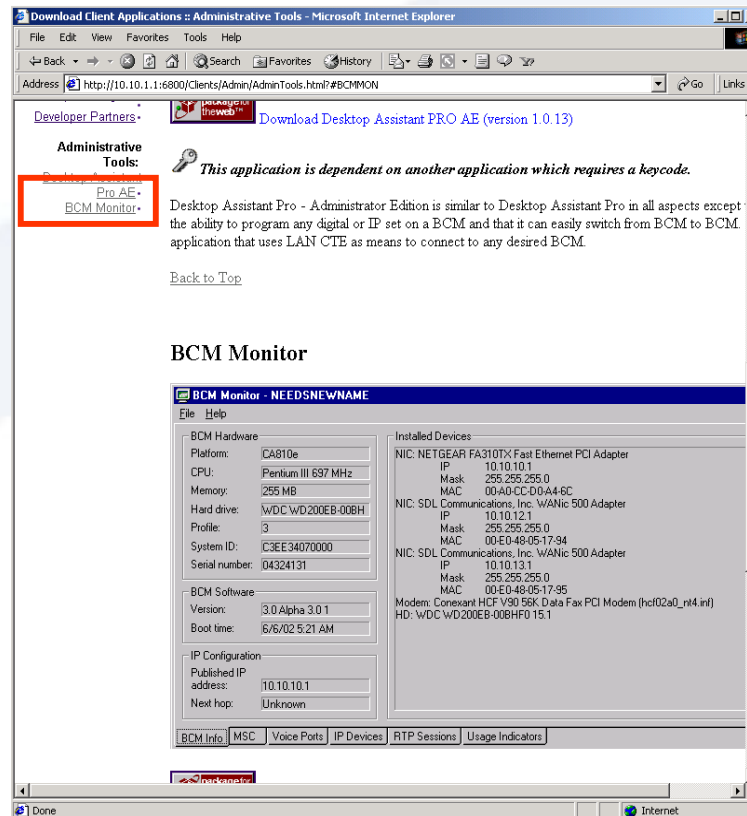 Download Client Applications :: Administrative Tools - Microsoft Internet Explorer
File Edit View Favorites Tools Help
Back Search Favorites History
Address http://10.10.1.1:6800/Clients/Admin/AdminTools.html?#BCMMON Go Links
Developer Partners
Administrative
Tools:
Desktop Assistant
Pro AE
BCM Monitor
package for
theweb™
Download Desktop Assistant PRO AE (version 1.0.13)
This application is dependent on another application which requires a keycode.
Desktop Assistant Pro - Administrator Edition is similar to Desktop Assistant Pro in all aspects except
the ability to program any digital or IP set on a BCM and that it can easily switch from BCM to BCM.
application that uses LAN CTE as means to connect to any desired BCM.
Back to Top
BCM Monitor
BCM Monitor - NEEDSNEWNAME
File Help
BCM Hardware
Platform: CA810e
CPU: Pentium III 697 MHz
Memory: 255 MB
Hard drive: WDC WD200EB-00BH
Profile: 3
System ID: C3EE34070000
Serial number: 04324131
BCM Software
Version: 3.0 Alpha 3.0 1
Boot time: 6/6/02 5:21 AM
IP Configuration
Published IP
address: 10.10.10.1
Next hop: Unknown
Installed Devices
NIC: NETGEAR FA310TX Fast Ethernet PCI Adapter
IP 10.10.10.1
Mask 255.255.255.0
MAC 00-A0-CC-D0-A4-6C
NIC: SDL Communications, Inc. WANic 500 Adapter
IP 10.10.12.1
Mask 255.255.255.0
MAC 00-E0-48-05-17-94
NIC: SDL Communications, Inc. WANic 500 Adapter
IP 10.10.13.1
Mask 255.255.255.0
MAC 00-E0-48-05-17-95
Modem: Conexant HCF V90 56K Data Fax PCI Modem (hcf02a0_nt4.inf)
HD: WDC WD200EB-00BHF0 15.1
BCM Info MSC Voice Ports IP Devices RTP Sessions Usage Indicators
package for
Done Internet